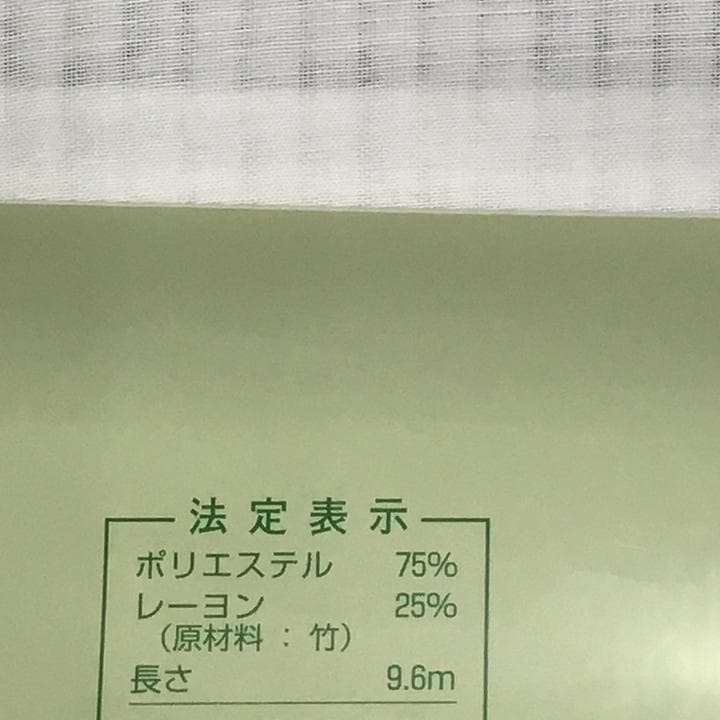 法定表示
ポリエステル 75%
レーヨン 25%
（原材料：竹）
長さ 9.6m